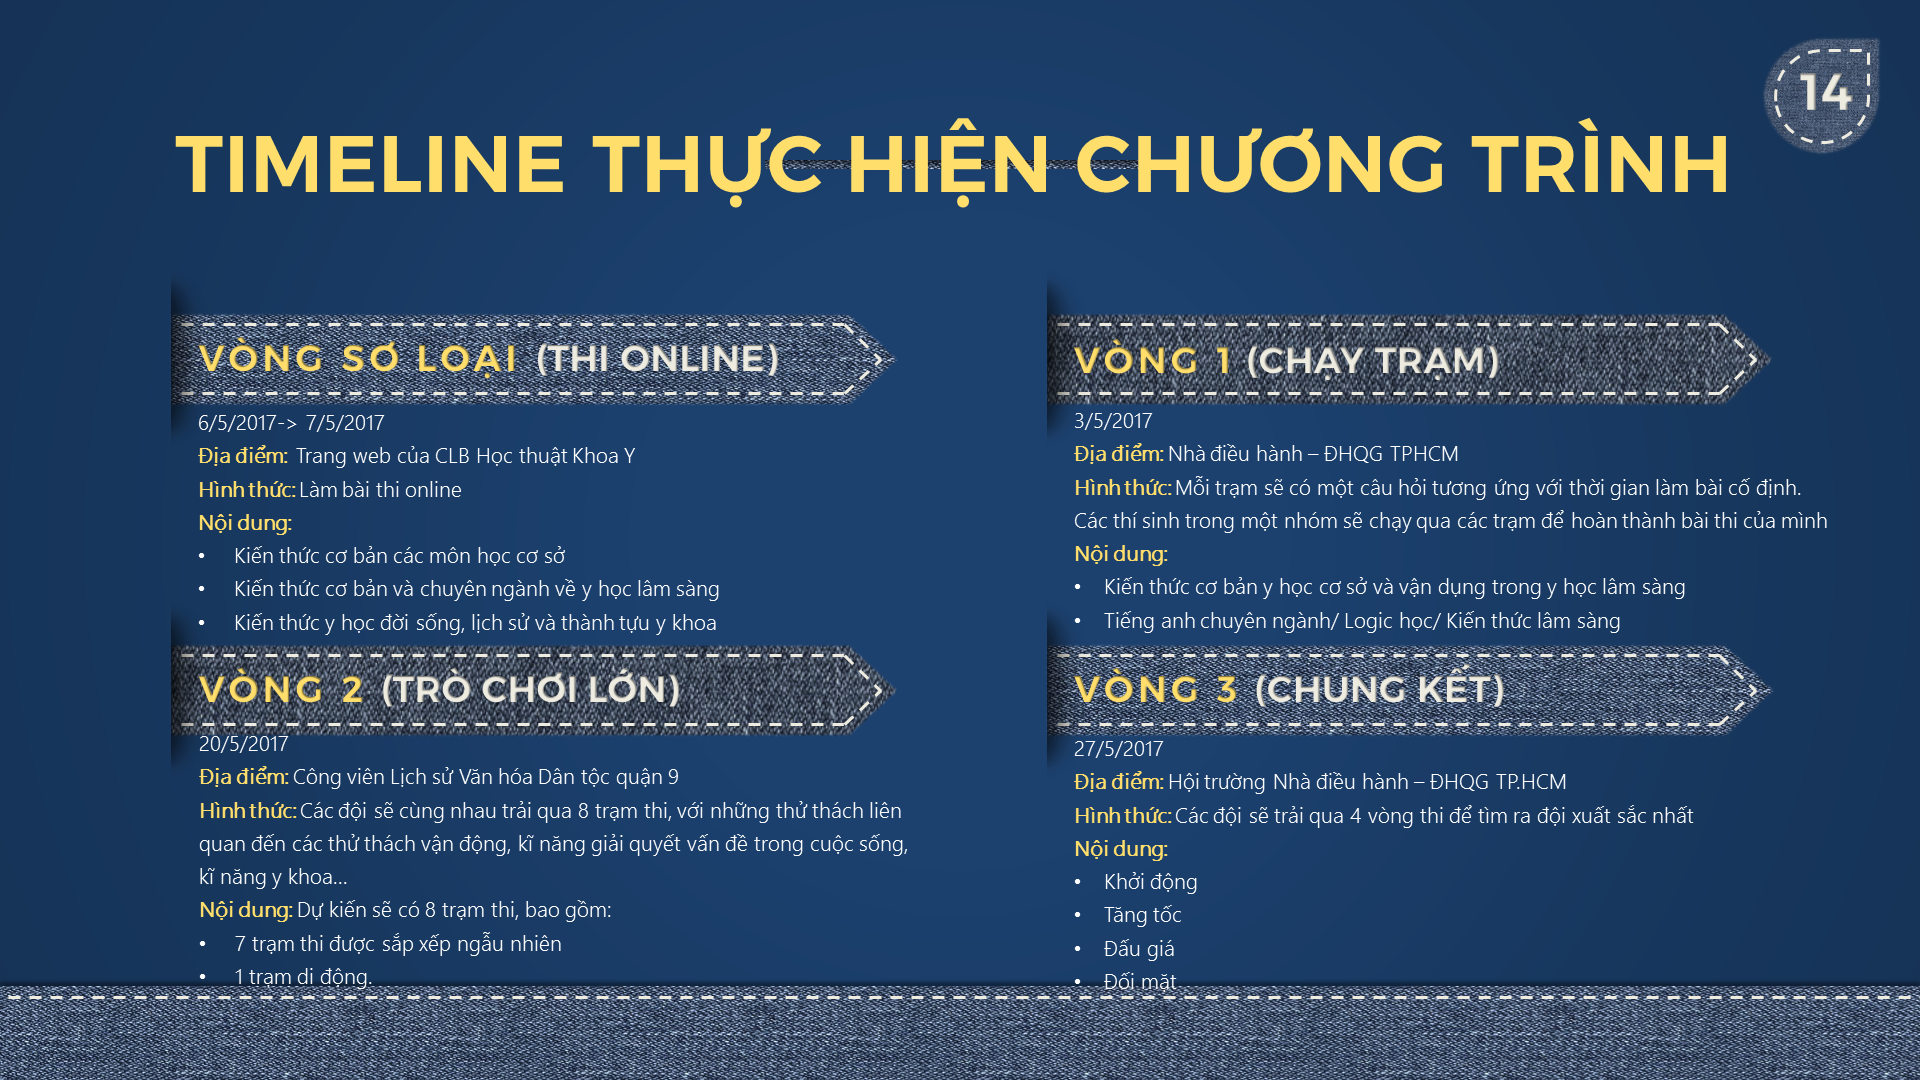 14
TIMELINE THỰC HIỆN CHƯƠNG TRÌNH
VÒNG SƠ LOẠI (THI ONLINE)
6/5/2017-> 7/5/2017
Địa điểm: Trang web của CLB Học thuật Khoa Y
Hình thức: Làm bài thi online
Nội dung:
• Kiến thức cơ bản các môn học cơ sở
• Kiến thức cơ bản và chuyên ngành về y học lâm sàng
• Kiến thức y học đời sống, lịch sử và thành tựu y khoa
VÒNG 1 (CHẠY TRẠM)
3/5/2017
Địa điểm: Nhà điều hành – ĐHQG TPHCM
Hình thức: Mỗi trạm sẽ có một câu hỏi tương ứng với thời gian làm bài cố định.
Các thí sinh trong một nhóm sẽ chạy qua các trạm để hoàn thành bài thi của mình
Nội dung:
• Kiến thức cơ bản y học cơ sở và vận dụng trong y học lâm sàng
• Tiếng anh chuyên ngành/ Logic học/ Kiến thức lâm sàng
VÒNG 2 (TRÒ CHƠI LỚN)
20/5/2017
Địa điểm: Công viên Lịch sử Văn hóa Dân tộc quận 9
Hình thức: Các đội sẽ cùng nhau trải qua 8 trạm thi, với những thử thách liên
quan đến các thử thách vận động, kĩ năng giải quyết vấn đề trong cuộc sống,
kĩ năng y khoa...
Nội dung: Dự kiến sẽ có 8 trạm thi, bao gồm:
• 7 trạm thi được sắp xếp ngẫu nhiên
• 1 trạm di động.
VÒNG 3 (CHUNG KẾT)
27/5/2017
Địa điểm: Hội trường Nhà điều hành – ĐHQG TP.HCM
Hình thức: Các đội sẽ trải qua 4 vòng thi để tìm ra đội xuất sắc nhất
Nội dung:
• Khởi động
• Tăng tốc
• Đấu giá
• Đối mặt